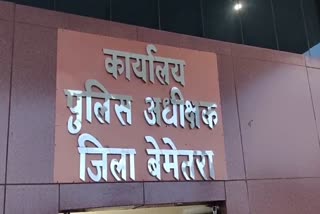 कार्यालय
पुलिस अधीक्षक
जिला बेमेतरा